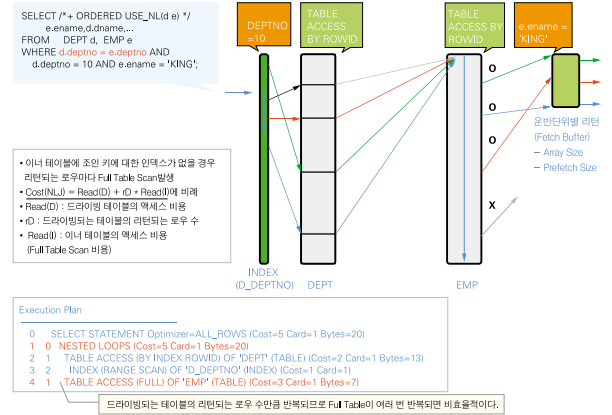 SELECT /*+ ORDERED USE_NL(d e) */
e.ename,d.dname,...
FROM DEPT d, EMP e
WHERE d.deptno = e.deptno AND
d.deptno = 10 AND e.ename = 'KING';
DEPTNO
=10
TABLE
ACCESS
BY ROWID
TABLE
ACCESS BY
ROWID
e.ename =
'KING'
O
O
O
X
운반단위별 리턴
(Fetch Buffer)
– Array Size
– Prefetch Size
• 이너 테이블에 조인 키에 대한 인덱스가 없을 경우
리턴되는 로우마다 Full Table Scan발생
• Cost(NLJ) = Read(D) + rD * Read(I)에 비례
• Read(D) : 드라이빙 테이블의 액세스 비용
• rD : 드라이빙되는 테이블의 리턴되는 로우 수
• Read(I) : 이너 테이블의 액세스 비용
(Full Table Scan 비용)
INDEX
(D_DEPTNO)
DEPT
EMP
Execution Plan
0 SELECT STATEMENT Optimizer=ALL_ROWS (Cost=5 Card=1 Bytes=20)
1 0 NESTED LOOPS (Cost=5 Card=1 Bytes=20)
2 1 TABLE ACCESS (BY INDEX ROWID) OF 'DEPT' (TABLE) (Cost=2 Card=1 Bytes=13)
3 2 INDEX (RANGE SCAN) OF 'D_DEPTNO' (INDEX) (Cost=1 Card=1)
4 1 TABLE ACCESS (FULL) OF 'EMP' (TABLE) (Cost=3 Card=1 Bytes=7)
드라이빙되는 테이블의 리턴되는 로우 수만큼 반복되므로 Full Table이 여러 번 반복되면 비효율적이다.